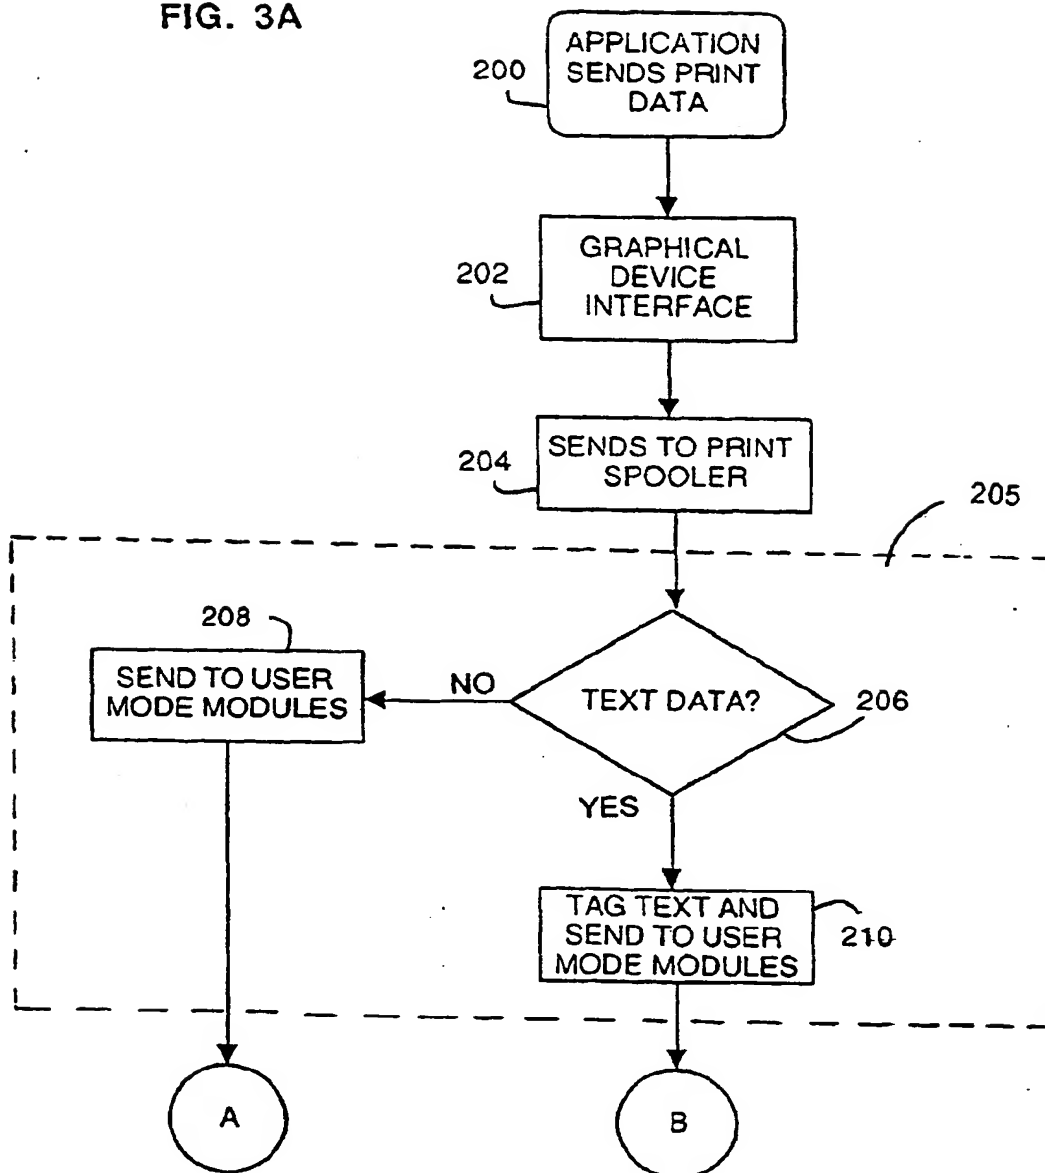 FIG. 3A
200
APPLICATION
SENDS PRINT
DATA
202
GRAPHICAL
DEVICE
INTERFACE
204
SENDS TO PRINT
SPOOLER
205
208
SEND TO USER
MODE MODULES
NO
TEXT DATA?
206
YES
TAG TEXT AND
SEND TO USER
MODE MODULES
210
A
B